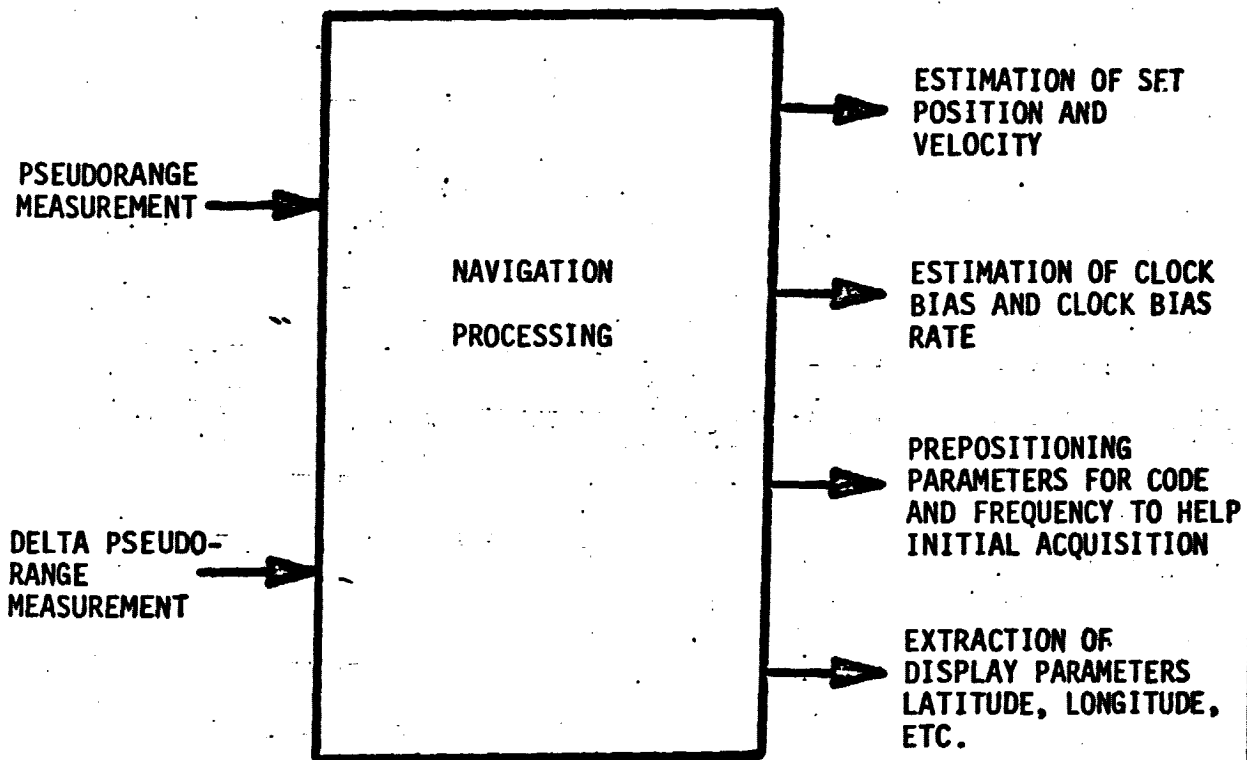 PSEUDORANGE
MEASUREMENT
DELTA PSEUDO-
RANGE
MEASUREMENT
NAVIGATION
PROCESSING
ESTIMATION OF SET
POSITION AND
VELOCITY
ESTIMATION OF CLOCK
BIAS AND CLOCK BIAS
RATE
PREPOSITIONING
PARAMETERS FOR CODE
AND FREQUENCY TO HELP
INITIAL ACQUISITION
EXTRACTION OF
DISPLAY PARAMETERS
LATITUDE, LONGITUDE,
ETC.